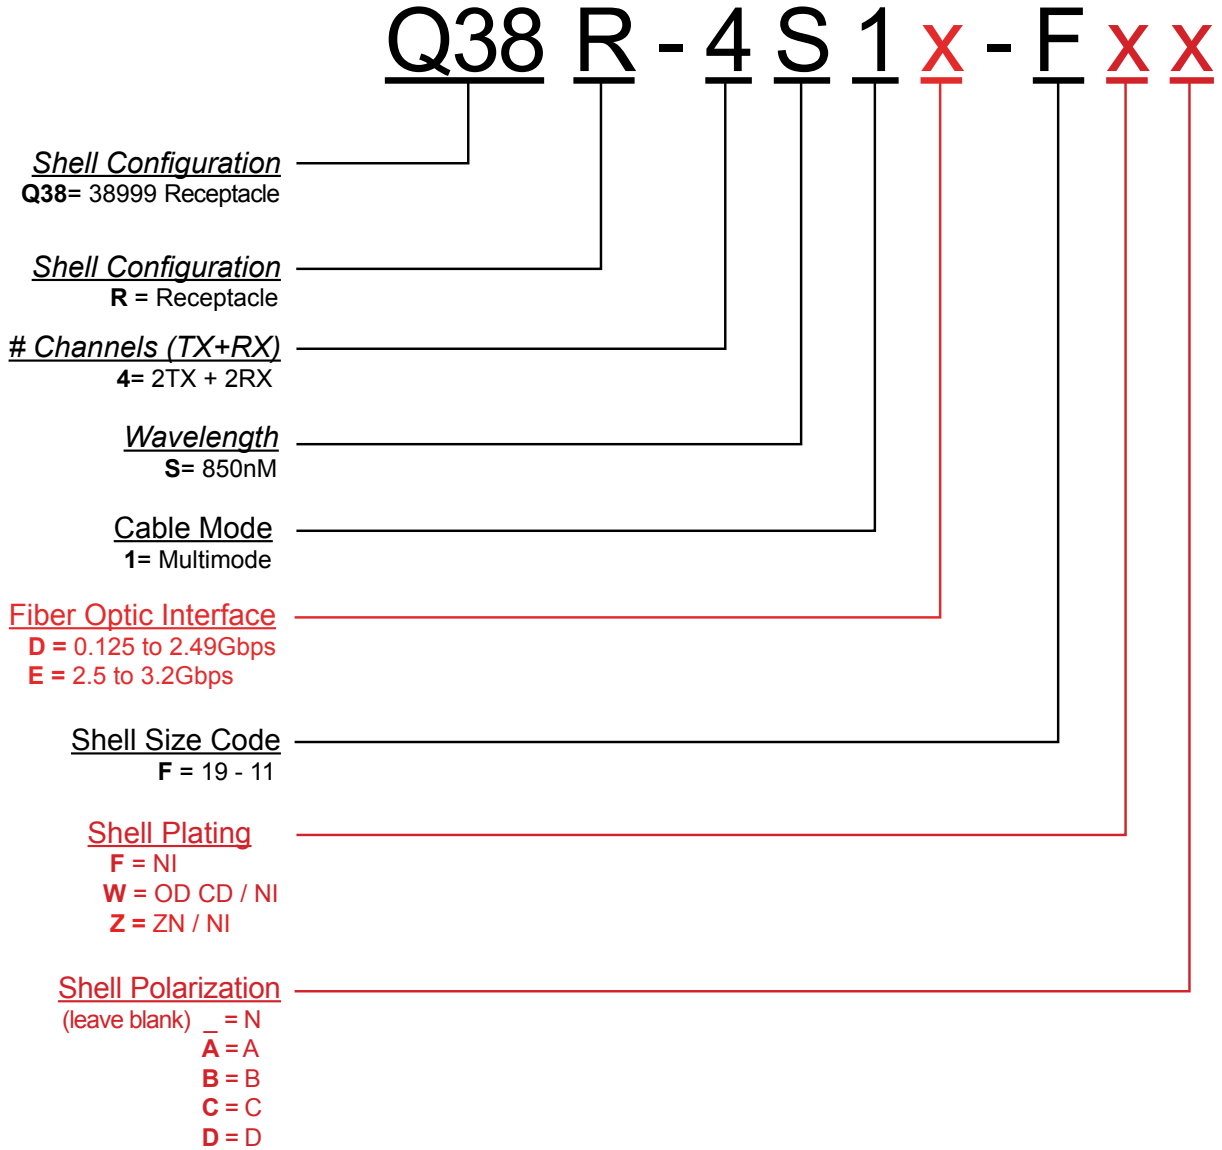 Q38 R - 4 S 1 x - F x x
Shell Configuration
Q38= 38999 Receptacle
Shell Configuration
R = Receptacle
# Channels (TX+RX)
4= 2TX + 2RX
Wavelength
S= 850nM
Cable Mode
1= Multimode
Fiber Optic Interface
D = 0.125 to 2.49Gbps
E = 2.5 to 3.2Gbps
Shell Size Code
F = 19 - 11
Shell Plating
F = NI
W = OD CD / NI
Z = ZN / NI
Shell Polarization
(leave blank) _ = N
A = A
B = B
C = C
D = D